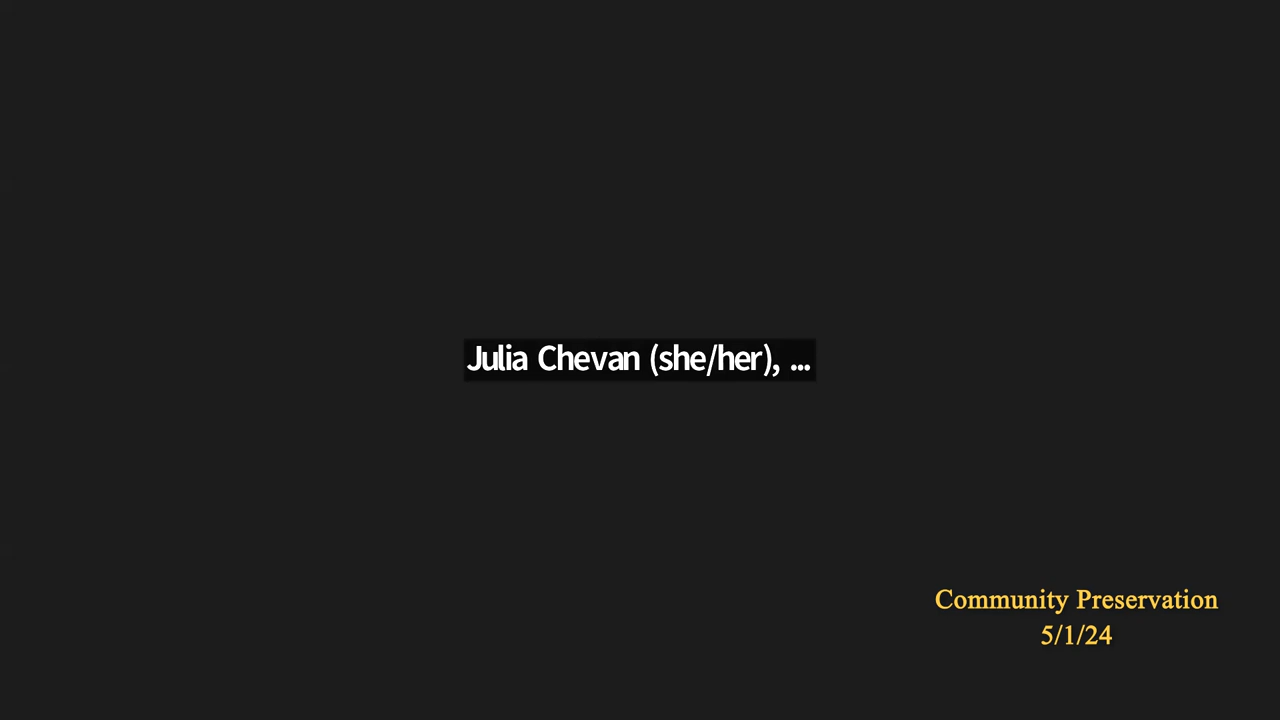 Julia Chevan (she/her), ...
Community Preservation
5/1/24